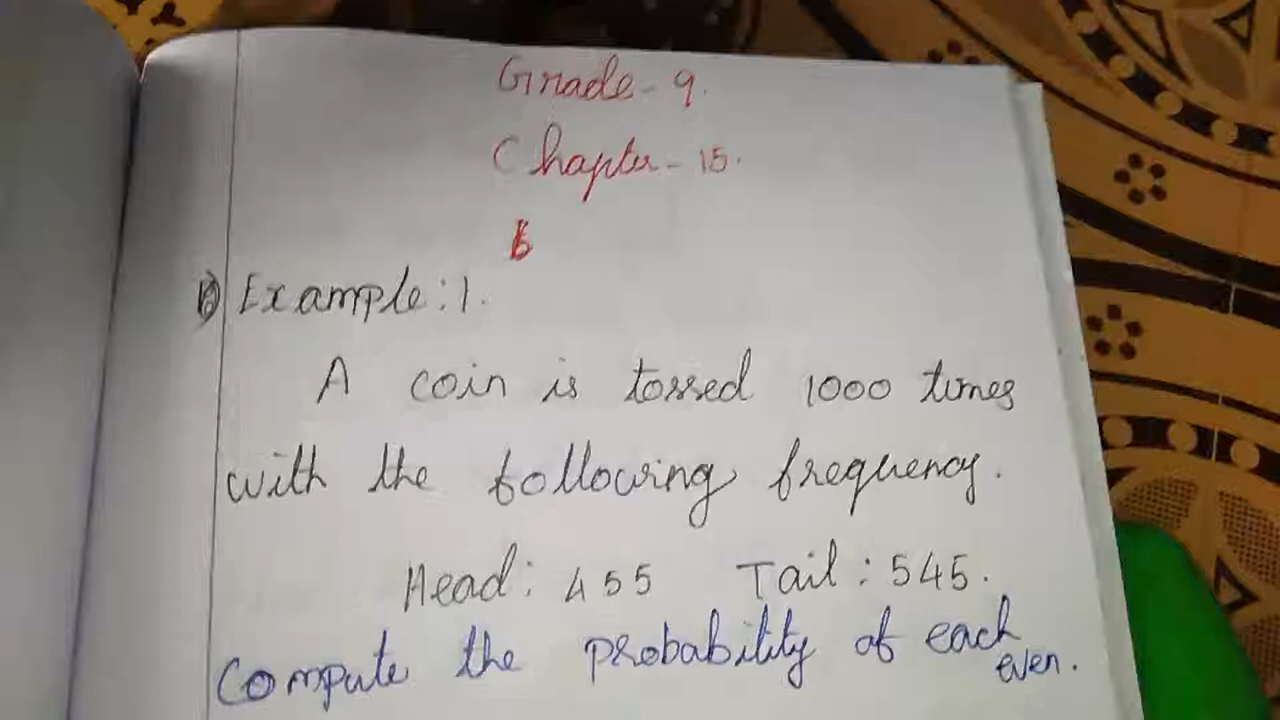 Grade - 9.
Chapter - 15.
Example : 1.
A coin is tossed 1000 times
with the following frequency.
Head : 455 Tail : 545.
Compute the probability of each
even.